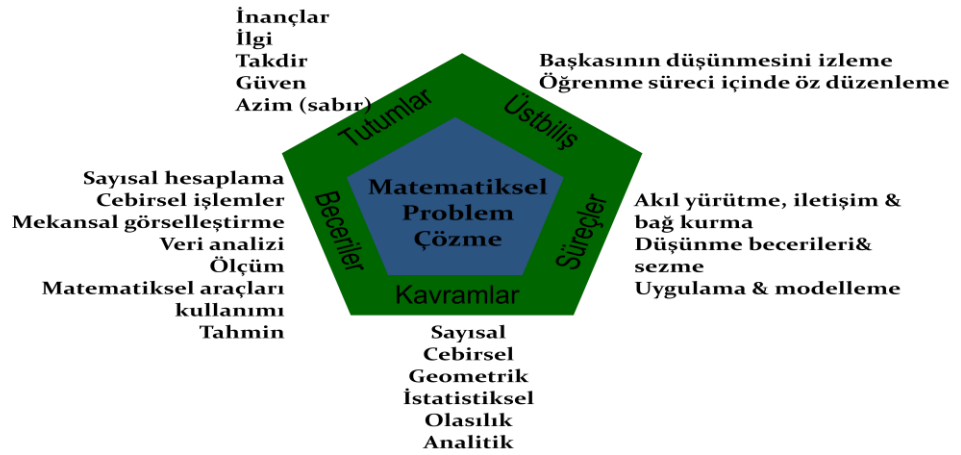 İnançlar
İlgi
Takdir
Güven
Azim (sabır)
Tutumlar
Üstbiliş
Başkasının düşünmesini izleme
Öğrenme süreci içinde öz düzenleme
Sayısal hesaplama
Cebirsel işlemler
Mekansal görselleştirme
Veri analizi
Ölçüm
Matematiksel araçları
kullanımı
Tahmin
Beceriler
Matematiksel
Problem
Çözme
Süreçler
Akıl yürütme, iletişim &
bağ kurma
Düşünme becerileri&
sezme
Uygulama & modelleme
Kavramlar
Sayısal
Cebirsel
Geometrik
İstatistiksel
Olasılık
Analitik